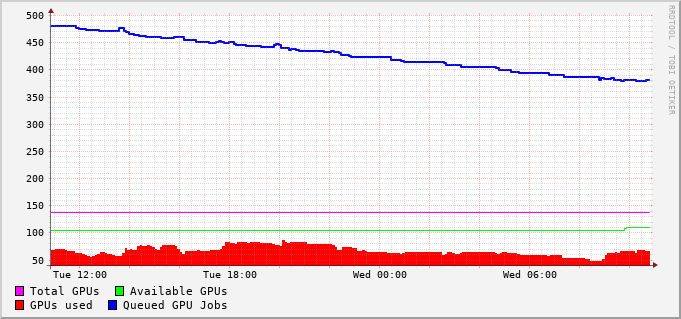 500
450
400
350
300
250
200
150
100
50
Tue 12:00 Tue 18:00 Wed 00:00 Wed 06:00
Total GPUs Available GPUs
GPUs used Queued GPU Jobs
RRDTOOL / TOBI OETIKER